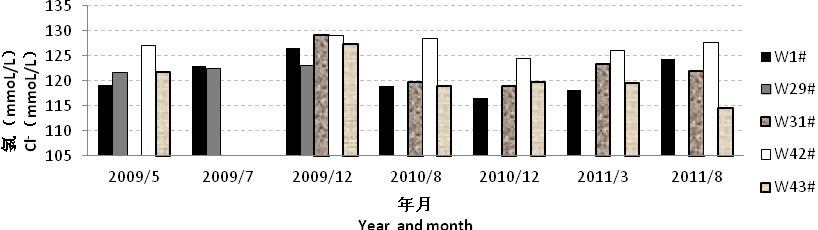 135
130
125
120
115
110
105
氯（mmoL/L）
Cl-（mmoL/L）
2009/5 2009/7 2009/12 2010/8 2010/12 2011/3 2011/8
年月
Year and month
W1#
W29#
W31#
W42#
W43#